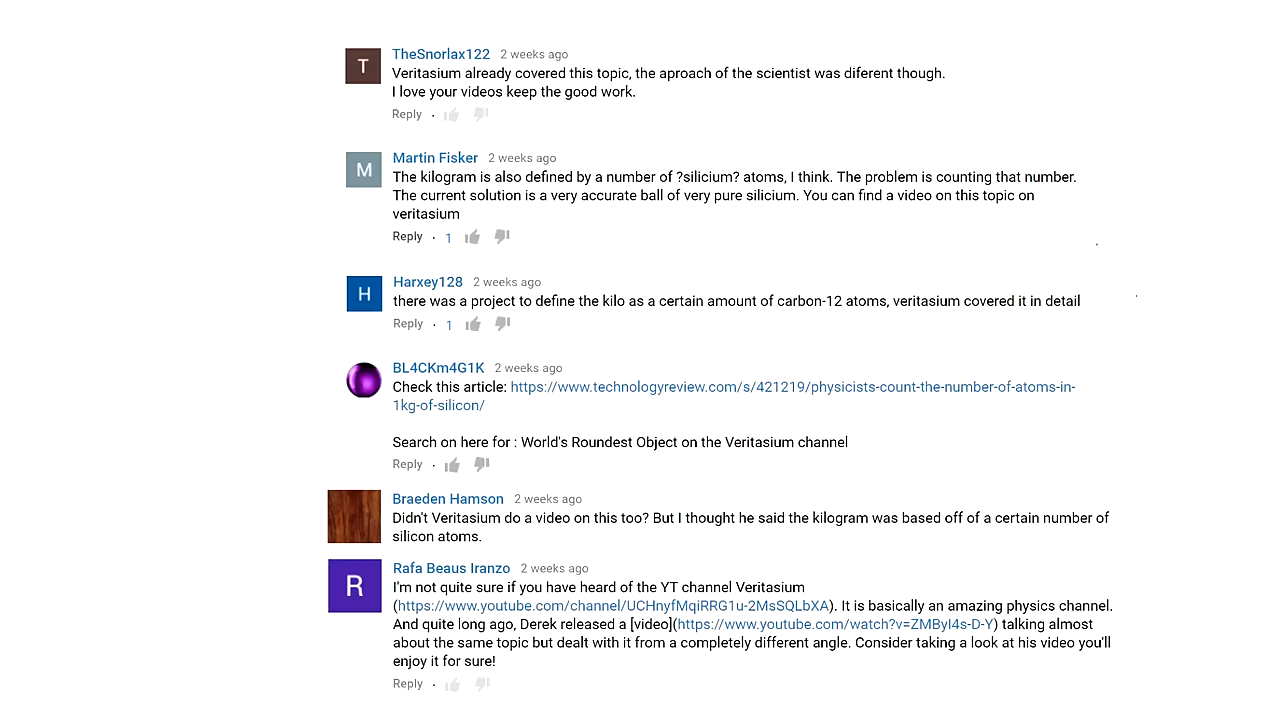 T
TheSnorlax122 2 weeks ago
Veritasium already covered this topic, the aproach of the scientist was diferent though.
I love your videos keep the good work.
Reply
M
Martin Fisker 2 weeks ago
The kilogram is also defined by a number of ?silicium? atoms, I think. The problem is counting that number.
The current solution is a very accurate ball of very pure silicium. You can find a video on this topic on
veritasium
Reply · 1
H
Harxey128 2 weeks ago
there was a project to define the kilo as a certain amount of carbon-12 atoms, veritasium covered it in detail
Reply · 1
BL4CKm4G1K 2 weeks ago
Check this article: https://www.technologyreview.com/s/421219/physicists-count-the-number-of-atoms-in-
1kg-of-silicon/
Search on here for : World's Roundest Object on the Veritasium channel
Reply
Braeden Hamson 2 weeks ago
Didn't Veritasium do a video on this too? But I thought he said the kilogram was based off of a certain number of
silicon atoms.
R
Rafa Beaus Iranzo 2 weeks ago
I'm not quite sure if you have heard of the YT channel Veritasium
(https://www.youtube.com/channel/UCHnyfMqiRRG1u-2MsSQLbXA). It is basically an amazing physics channel.
And quite long ago, Derek released a [video](https://www.youtube.com/watch?v=ZMByI4s-D-Y) talking almost
about the same topic but dealt with it from a completely different angle. Consider taking a look at his video you'll
enjoy it for sure!
Reply